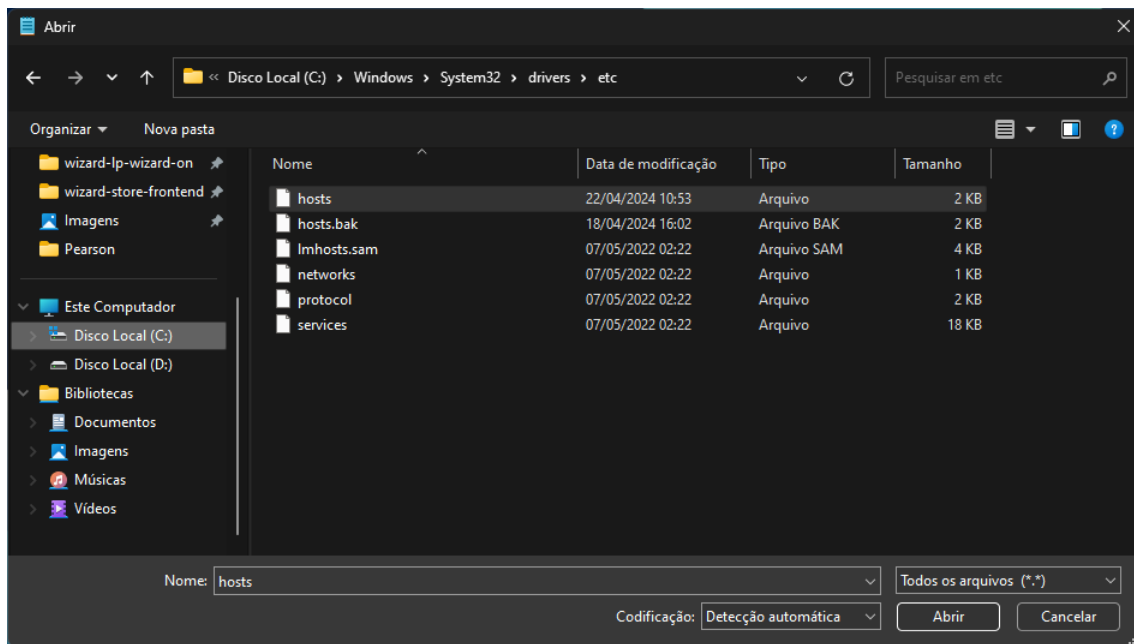 Abrir
« Disco Local (C:) > Windows > System32 > drivers > etc
Pesquisar em etc
Organizar
Nova pasta
wizard-lp-wizard-on
wizard-store-frontend
Imagens
Pearson
Este Computador
Disco Local (C:)
Disco Local (D:)
Bibliotecas
Documentos
Imagens
Músicas
Vídeos
Nome Data de modificação Tipo Tamanho
hosts 22/04/2024 10:53 Arquivo 2 KB
hosts.bak 18/04/2024 16:02 Arquivo BAK 2 KB
lmhosts.sam 07/05/2022 02:22 Arquivo SAM 4 KB
networks 07/05/2022 02:22 Arquivo 1 KB
protocol 07/05/2022 02:22 Arquivo 2 KB
services 07/05/2022 02:22 Arquivo 18 KB
Nome: hosts
Todos os arquivos (*.*)
Codificação: Detecção automática
Abrir
Cancelar